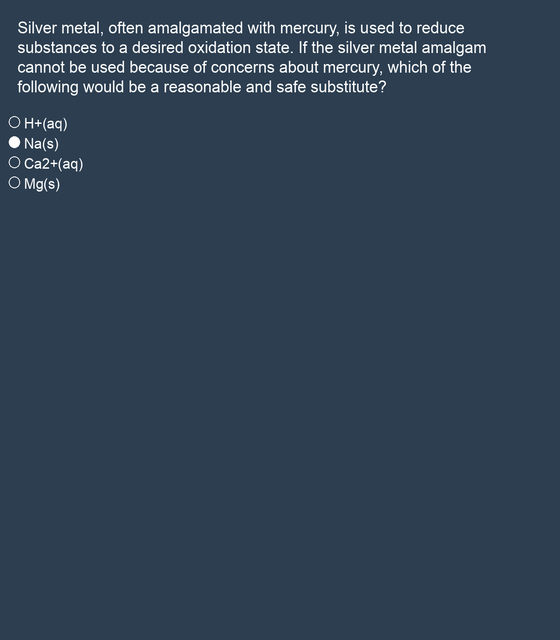 Silver metal, often amalgamated with mercury, is used to reduce
substances to a desired oxidation state. If the silver metal amalgam
cannot be used because of concerns about mercury, which of the
following would be a reasonable and safe substitute?
H+(aq)
Na(s)
Ca2+(aq)
Mg(s)